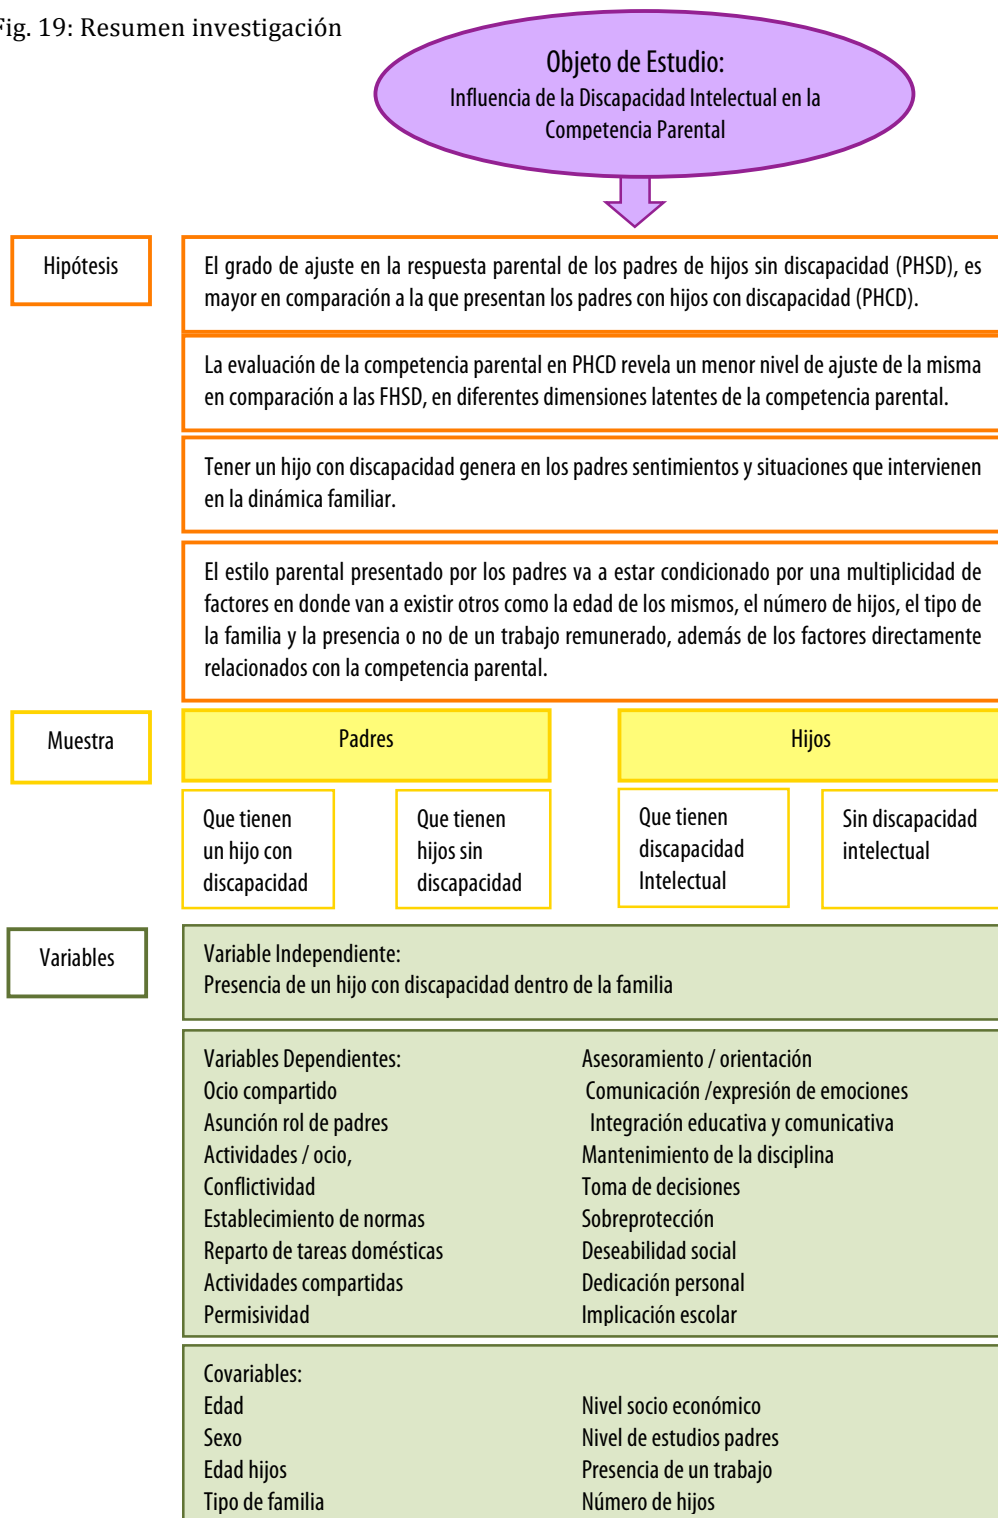 Fig. 19: Resumen investigación
Objeto de Estudio:
Influencia de la Discapacidad Intelectual en la
Competencia Parental
Hipótesis
El grado de ajuste en la respuesta parental de los padres de hijos sin discapacidad (PHSD), es
mayor en comparación a la que presentan los padres con hijos con discapacidad (PHCD).
La evaluación de la competencia parental en PHCD revela un menor nivel de ajuste de la misma
en comparación a las FHSD, en diferentes dimensiones latentes de la competencia parental.
Tener un hijo con discapacidad genera en los padres sentimientos y situaciones que intervienen
en la dinámica familiar.
El estilo parental presentado por los padres va a estar condicionado por una multiplicidad de
factores en donde van a existir otros como la edad de los mismos, el número de hijos, el tipo de
la familia y la presencia o no de un trabajo remunerado, además de los factores directamente
relacionados con la competencia parental.
Muestra
Padres
Hijos
Que tienen
un hijo con
discapacidad
Que tienen
hijos sin
discapacidad
Que tienen
discapacidad
Intelectual
Sin discapacidad
intelectual
Variables
Variable Independiente:
Presencia de un hijo con discapacidad dentro de la familia
Variables Dependientes:
Ocio compartido
Asunción rol de padres
Actividades / ocio,
Conflictividad
Establecimiento de normas
Reparto de tareas domésticas
Actividades compartidas
Permisividad
Asesoramiento / orientación
Comunicación /expresión de emociones
Integración educativa y comunicativa
Mantenimiento de la disciplina
Toma de decisiones
Sobreprotección
Deseabilidad social
Dedicación personal
Implicación escolar
Covariables:
Edad
Sexo
Edad hijos
Tipo de familia
Nivel socio económico
Nivel de estudios padres
Presencia de un trabajo
Número de hijos